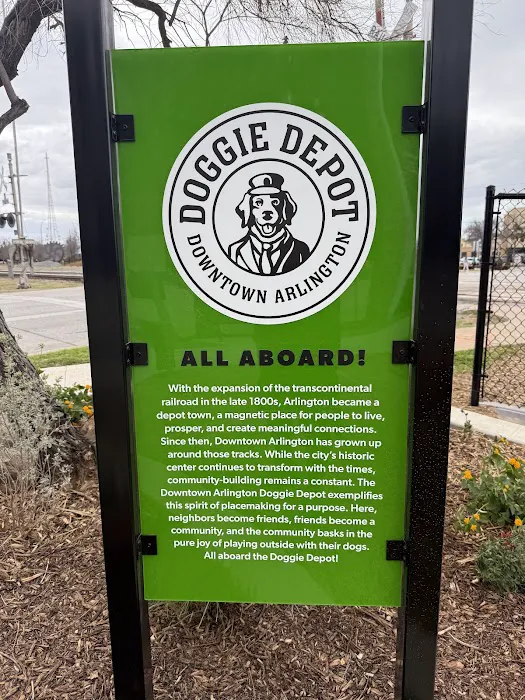 DOGGIE DEPOT
DOWNTOWN ARLINGTON
ALL ABOARD!
With the expansion of the transcontinental
railroad in the late 1800s, Arlington became a
depot town, a magnetic place for people to live,
prosper, and create meaningful connections.
Since then, Downtown Arlington has grown up
around those tracks. While the city's historic
center continues to transform with the times,
community-building remains a constant. The
Downtown Arlington Doggie Depot exemplifies
this spirit of placemaking for a purpose. Here,
neighbors become friends, friends become a
community, and the community basks in the
pure joy of playing outside with their dogs.
All aboard the Doggie Depot!